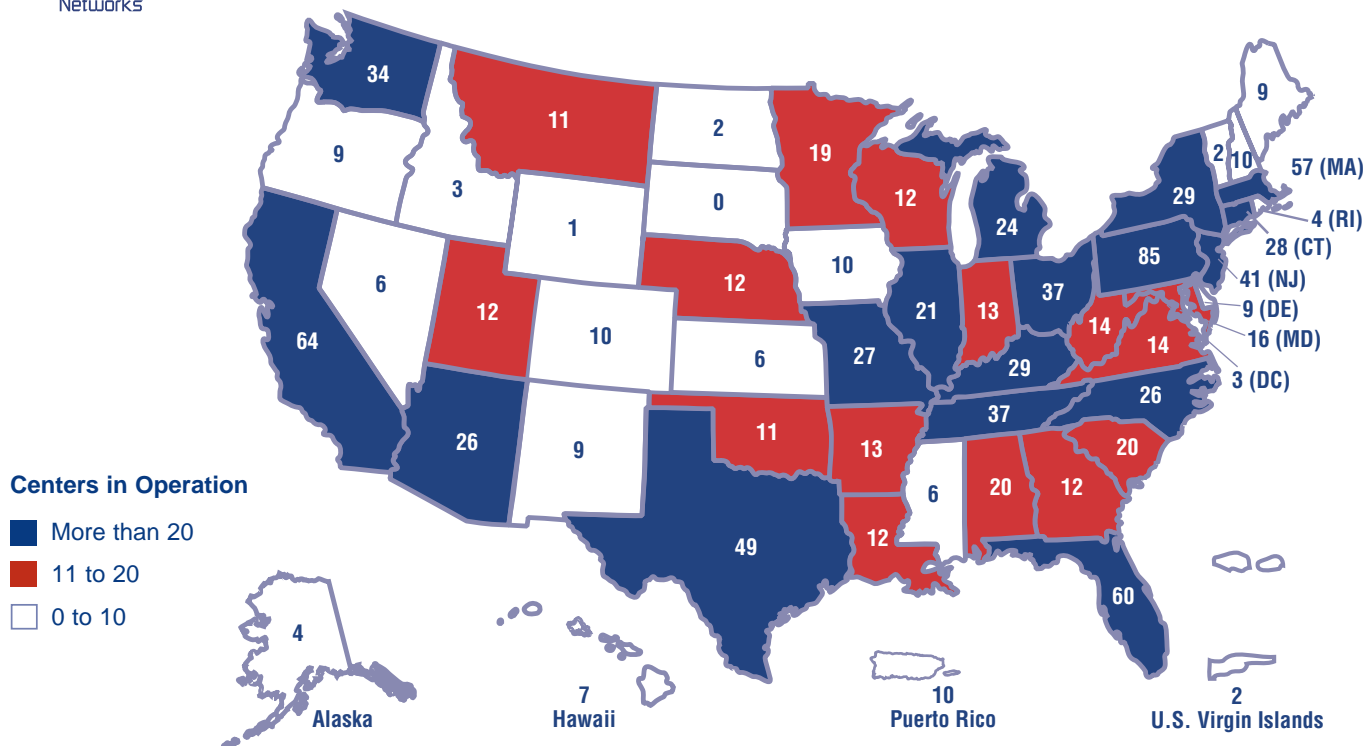 Networks
34
11
2
19
9
9
2
10
57 (MA)
12
29
3
0
24
4 (RI)
1
28 (CT)
85
10
6
12
37
41 (NJ)
12
21
13
9 (DE)
64
10
14
16 (MD)
14
6
27
29
3 (DC)
26
37
26
11
9
13
20
6
20
12
12
49
60
Centers in Operation
More than 20
11 to 20
0 to 10
4
Alaska
7
Hawaii
10
Puerto Rico
2
U.S. Virgin Islands